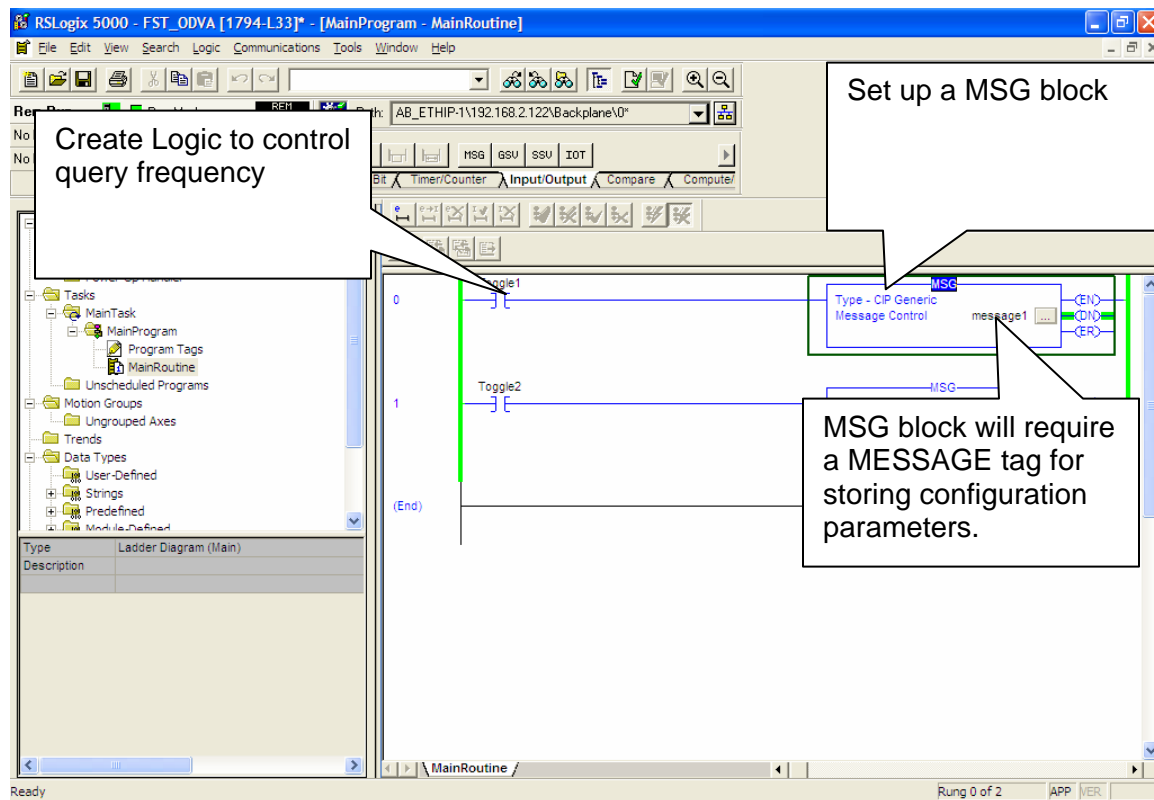 RSLogix 5000 - FST_ODVA [1794-L33]* - [MainProgram - MainRoutine]
File Edit View Search Logic Communications Tools Window Help
REM
AB_ETHIP-1\192.168.2.122\Backplane\0*
No
No
MSG GSV SSV IOT
Bit Timer/Counter Input/Output Compare Compute/
Set up a MSG block
Create Logic to control
query frequency
Tasks
MainTask
MainProgram
Program Tags
MainRoutine
Unscheduled Programs
Motion Groups
Ungrouped Axes
Trends
Data Types
User-Defined
Strings
Predefined
Module-Defined
Type Ladder Diagram (Main)
Description
0
MSG
Type - CIP Generic
Message Control message1 ...
EN
DN
ER
1
Toggle2
MSG
MSG block will require
a MESSAGE tag for
storing configuration
parameters.
(End)
MainRoutine
Ready
Rung 0 of 2 APP VER